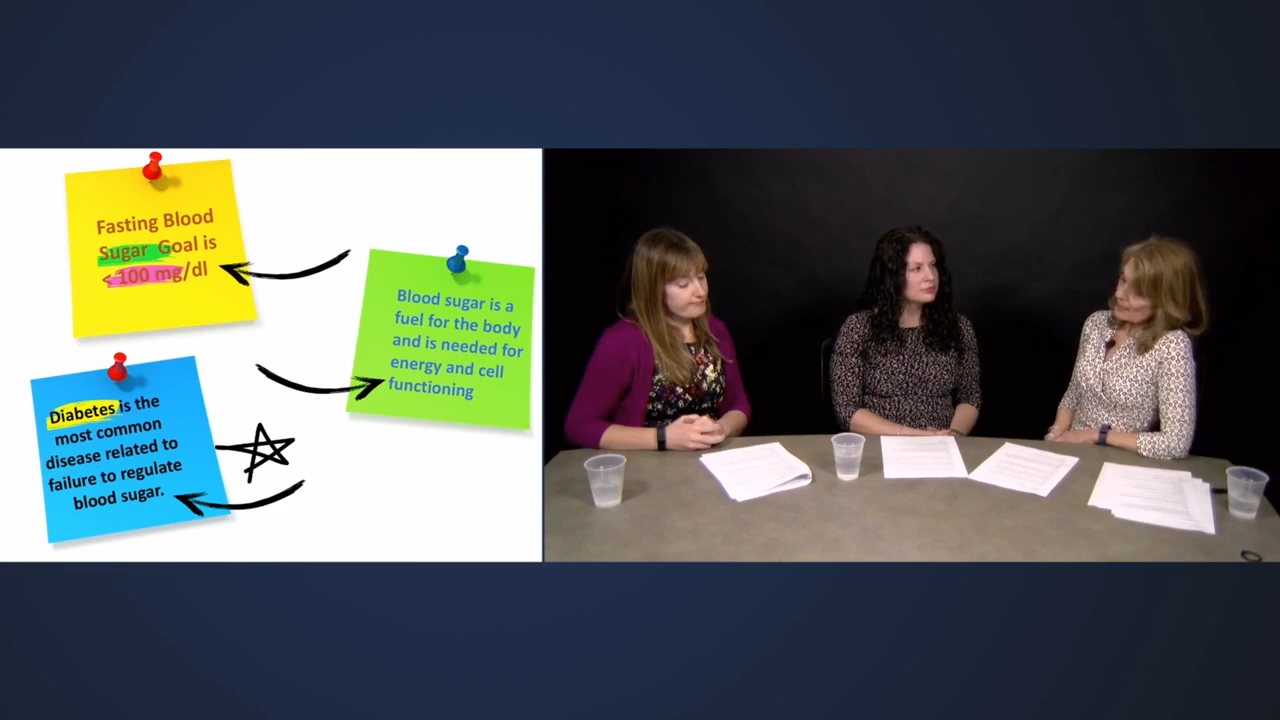 Fasting Blood
Sugar Goal is
< 100 mg/dl
Blood sugar is a
fuel for the body
and is needed for
energy and cell
functioning
Diabetes is the
most common
disease related to
failure to regulate
blood sugar.